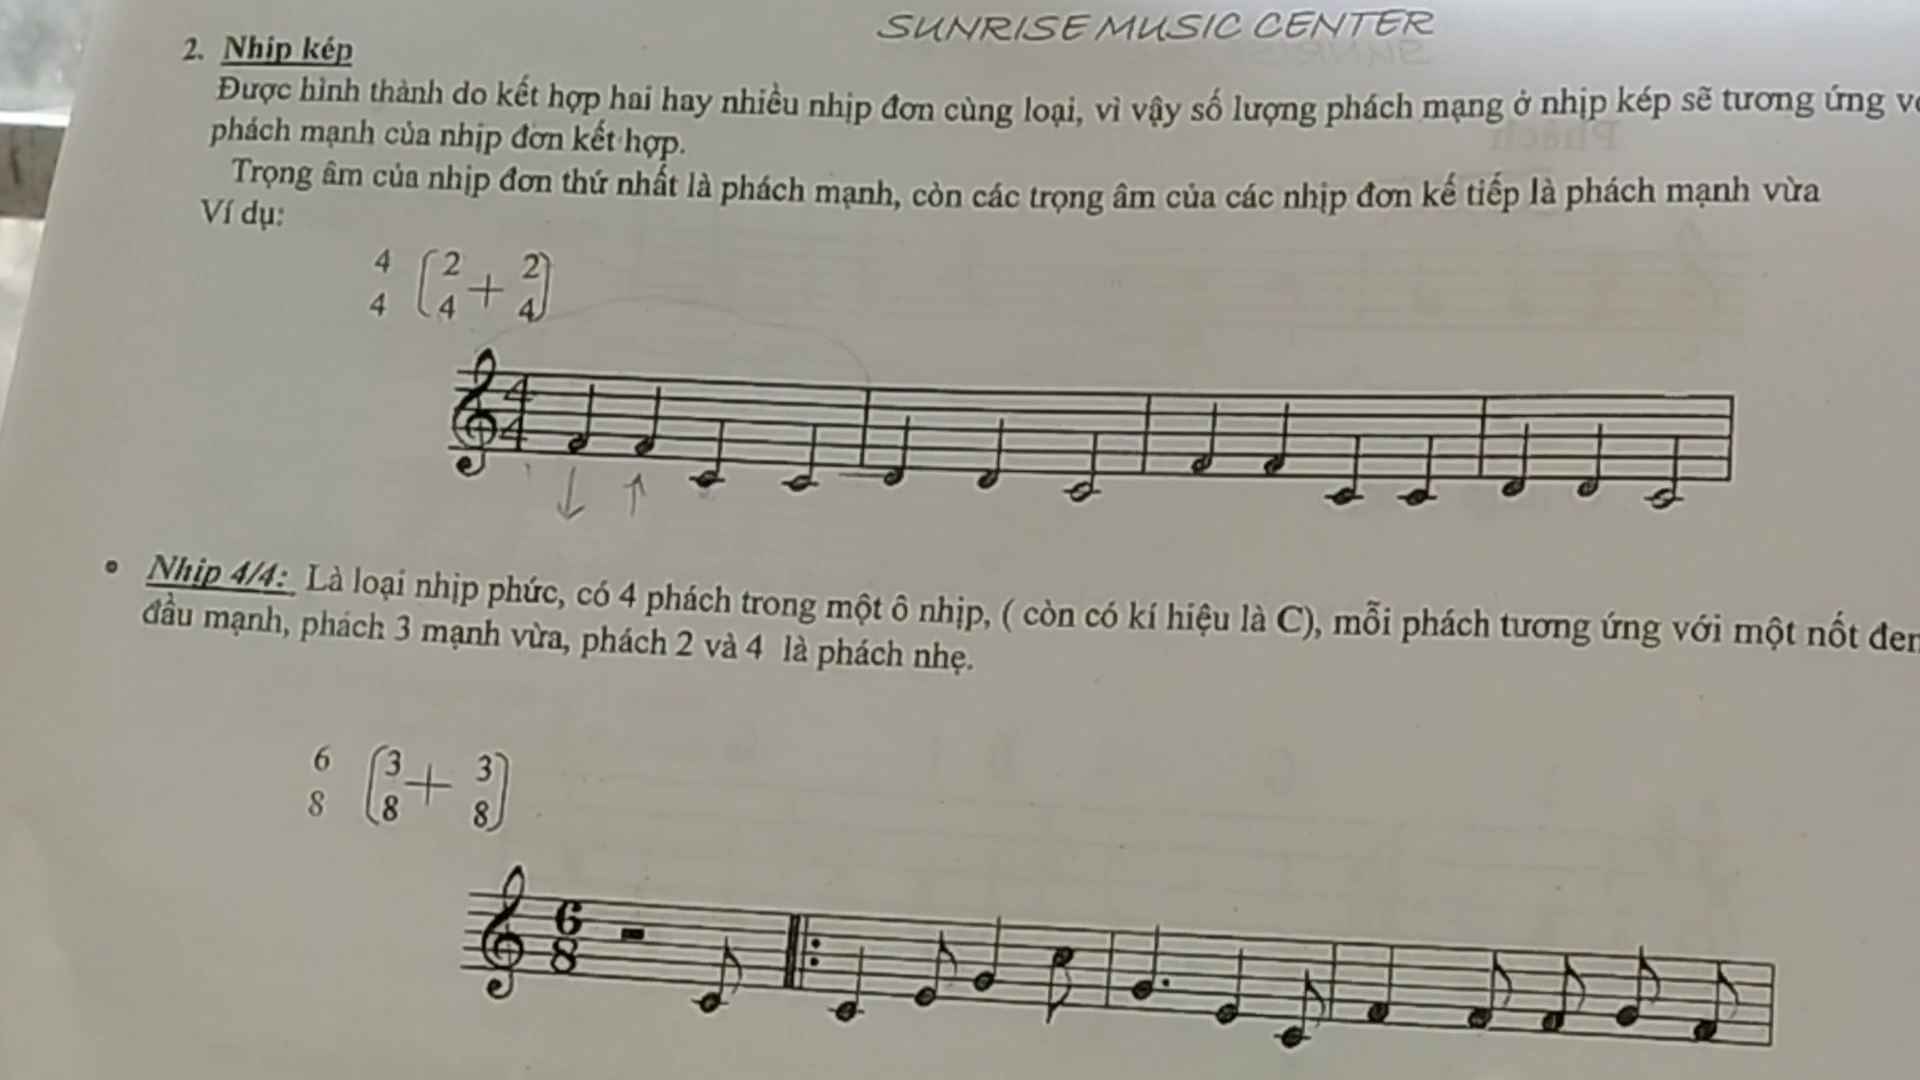 SUNRISE MUSIC CENTER
2. Nhịp kép
Được hình thành do kết hợp hai hay nhiều nhịp đơn cùng loại, vì vậy số lượng phách mạng ở nhịp kép sẽ tương ứng
phách mạnh của nhịp đơn kết hợp.
Trọng âm của nhịp đơn thứ nhất là phách mạnh, còn các trọng âm của các nhịp đơn kế tiếp là phách mạnh vừa
Ví dụ:
4 (2 + 2)
4 (4 4)
4
4
• Nhịp 4/4: Là loại nhịp phức, có 4 phách trong một ô nhịp, ( còn có kí hiệu là C), mỗi phách tương ứng với một nốt đen
đầu mạnh, phách 3 mạnh vừa, phách 2 và 4 là phách nhẹ.
6 (3 + 3)
8 (8 8)
6
8